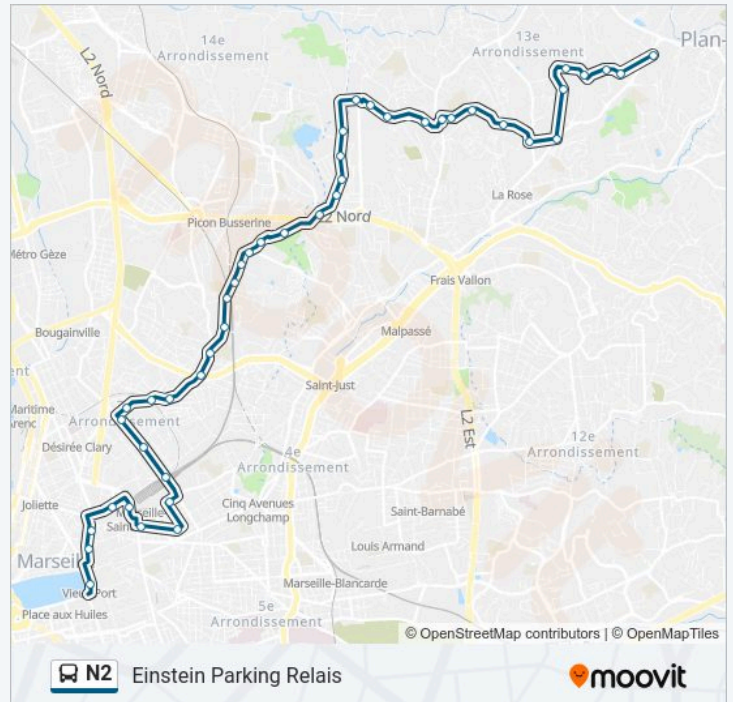 14e
Arrondissement
13e
Arrondissement
Plan-
L2 Nord
La Rose
Picon Busserine
L2 Nord
Métro Gèze
Frais Vallon
Bougainville
Malpassé
Saint-Just
Maritime
Arenc
Arrondissement
L2 Est
Désirée Clary
4e
Arrondissement
12e
Arrondissement
Joliette
Cinq Avenues
Longchamp
Saint-Barnabé
Marseille
Louis Armand
Marseille-Blancarde
Place aux Huiles
5e
Arrondissement
© OpenStreetMap contributors | © OpenMapTiles
N2 Einstein Parking Relais
moovit